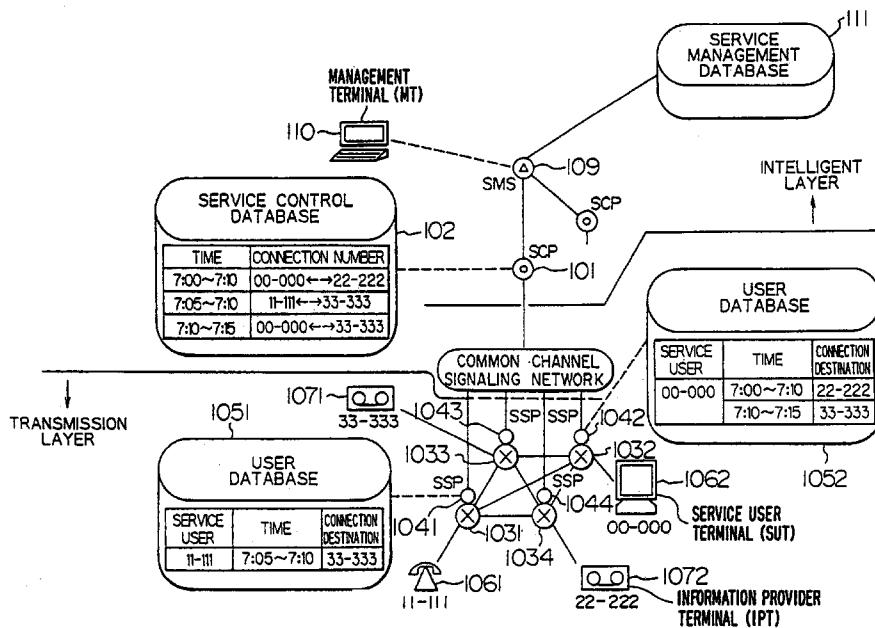 111
SERVICE
MANAGEMENT
DATABASE
MANAGEMENT
TERMINAL (MT)
110
109
SMS
SCP
INTELLIGENT
LAYER
SERVICE CONTROL
DATABASE
102
TIME CONNECTION NUMBER
7:00~7:10 00-000←→22-222
7:05~7:10 11-111←→33-333
7:10~7:15 00-000←→33-333
SCP
101
USER
DATABASE
SERVICE USER TIME CONNECTION DESTINATION
00-000 7:00~7:10 22-222
7:10~7:15 33-333
1052
COMMON CHANNEL
SIGNALING NETWORK
TRANSMISSION
LAYER
1071
33-333
1043
SSP SSP
1042
1033
1032
1062
00-000
SERVICE USER
TERMINAL (SUT)
1051
USER
DATABASE
SERVICE USER TIME CONNECTION DESTINATION
11-111 7:05~7:10 33-333
SSP SSP
1041
1044
1031
1034
1061
11-111
1072
22-222
INFORMATION PROVIDER
TERMINAL (IPT)